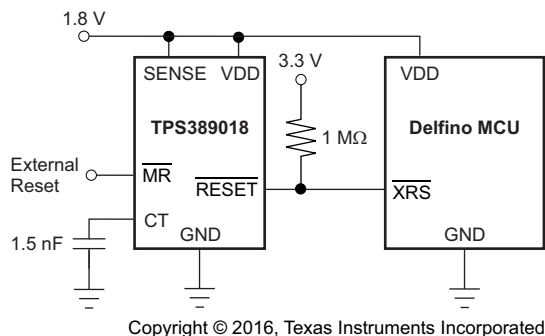 1.8 V
3.3 V
SENSE VDD
VDD
TPS389018
Delfino MCU
1 MΩ
External
Reset
MR
RESET
XRS
CT
1.5 nF
GND
GND
Copyright © 2016, Texas Instruments Incorporated